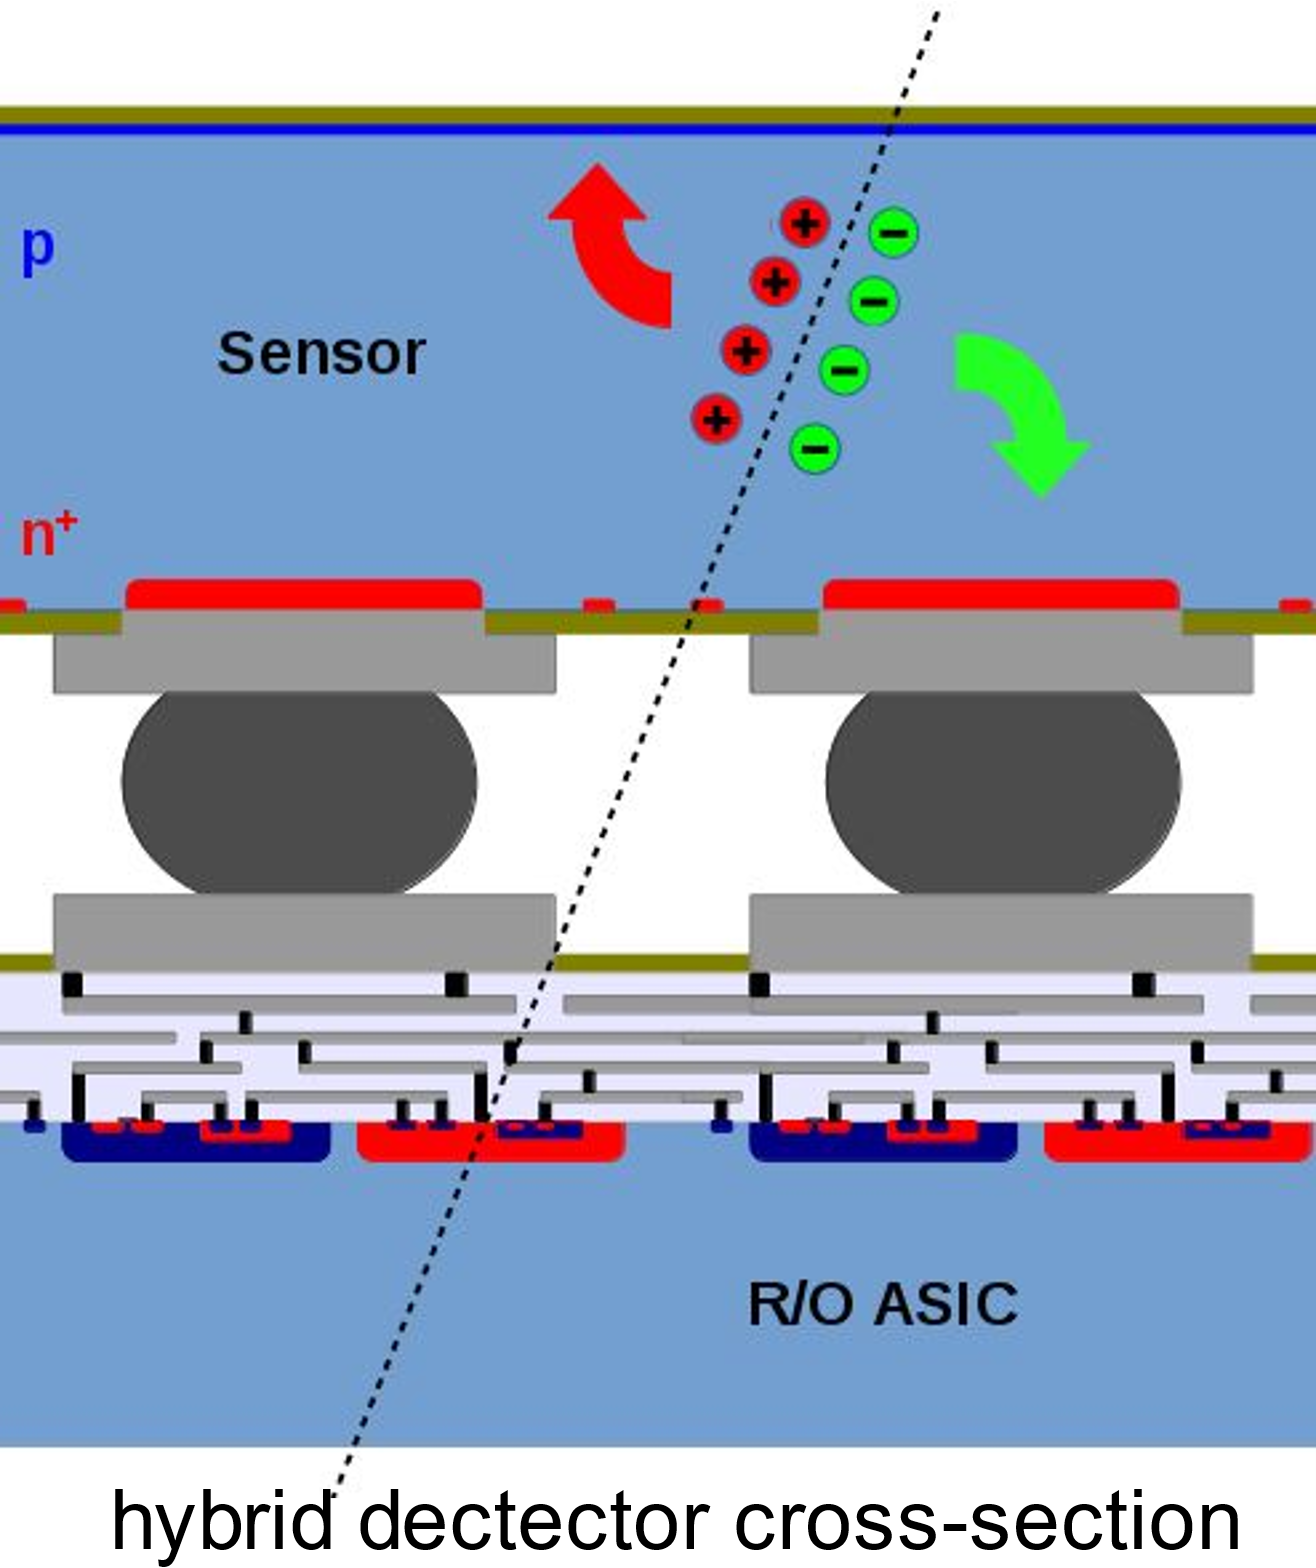 p
Sensor
n⁺
R/O ASIC
hybrid dectector cross-section